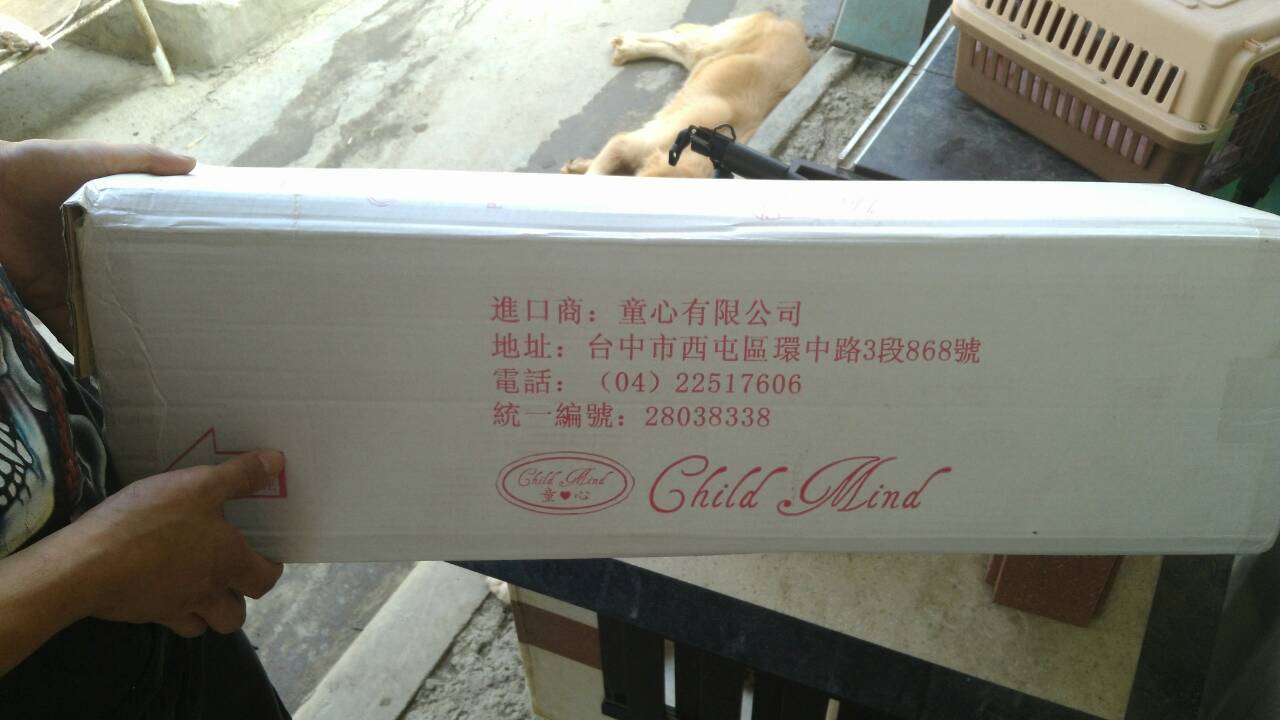 進口商：童心有限公司
地址：台中市西屯區環中路3段868號
電話：（04）22517606
統一編號：28038338
Child Mind
童♥心
Child Mind